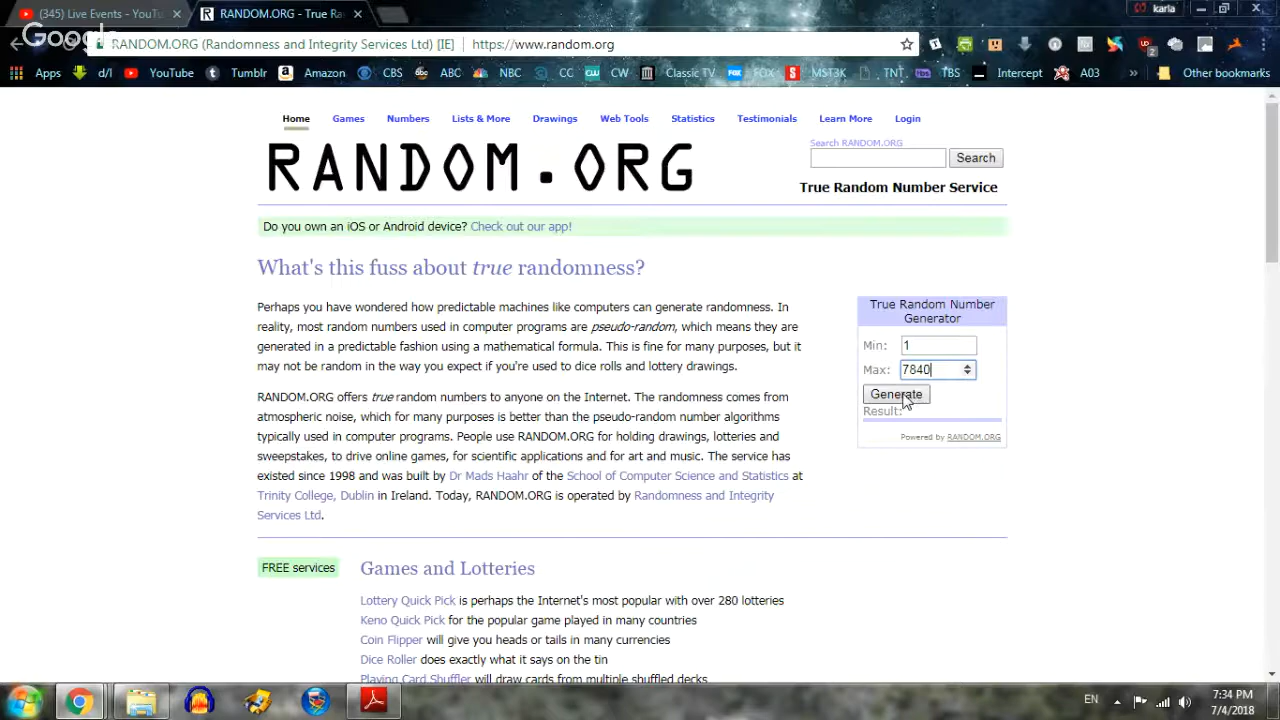 (345) Live Events - YouTu
RANDOM.ORG - True Ra
karla
Google
RANDOM.ORG (Randomness and Integrity Services Ltd) [IE]
https://www.random.org
Apps
d/l
YouTube
Tumblr
Amazon
CBS
ABC
NBC
CC
CW
Classic TV
FOX
MST3K
TNT
TBS
Intercept
A03
»
Other bookmarks
Home Games Numbers Lists & More Drawings Web Tools Statistics Testimonials Learn More Login
RANDOM.ORG
Search RANDOM.ORG
Search
True Random Number Service
Do you own an iOS or Android device? Check out our app!
What's this fuss about true randomness?
Perhaps you have wondered how predictable machines like computers can generate randomness. In
reality, most random numbers used in computer programs are pseudo-random, which means they are
generated in a predictable fashion using a mathematical formula. This is fine for many purposes, but it
may not be random in the way you expect if you're used to dice rolls and lottery drawings.
RANDOM.ORG offers true random numbers to anyone on the Internet. The randomness comes from
atmospheric noise, which for many purposes is better than the pseudo-random number algorithms
typically used in computer programs. People use RANDOM.ORG for holding drawings, lotteries and
sweepstakes, to drive online games, for scientific applications and for art and music. The service has
existed since 1998 and was built by Dr Mads Haahr of the School of Computer Science and Statistics at
Trinity College, Dublin in Ireland. Today, RANDOM.ORG is operated by Randomness and Integrity
Services Ltd.
True Random Number
Generator
Min: 1
Max: 7840
Generate
Result:
Powered by RANDOM.ORG
FREE services
Games and Lotteries
Lottery Quick Pick is perhaps the Internet's most popular with over 280 lotteries
Keno Quick Pick for the popular game played in many countries
Coin Flipper will give you heads or tails in many currencies
Dice Roller does exactly what it says on the tin
Playing Card Shuffler will draw cards from multiple shuffled decks
EN
7:34 PM
7/4/2018